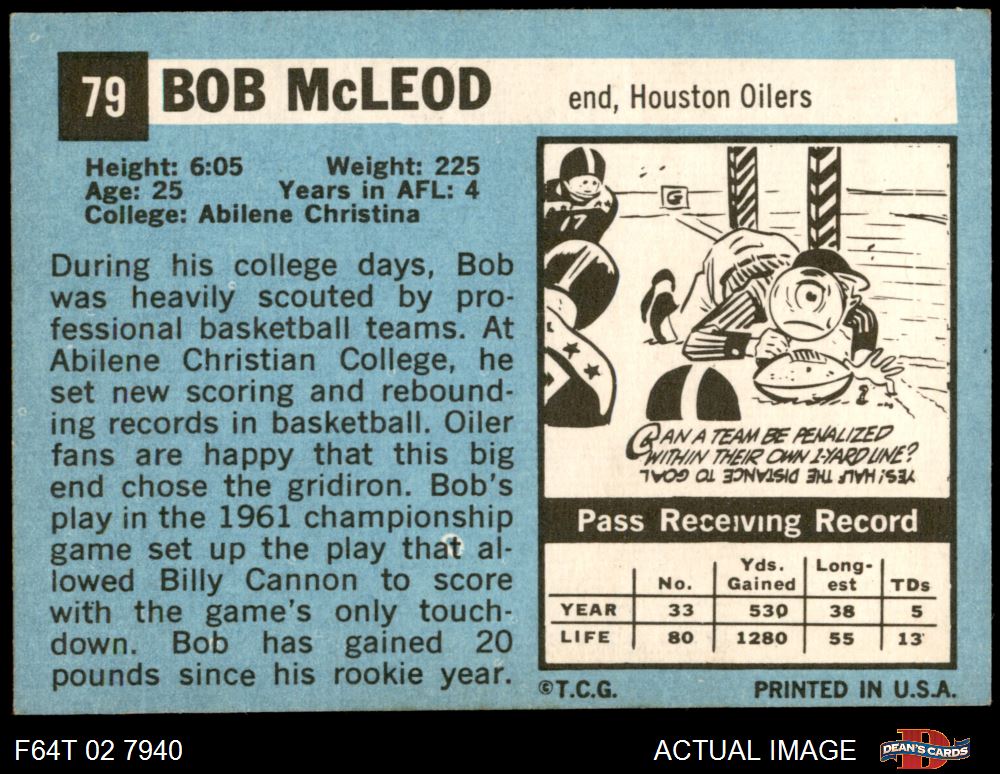 79 BOB McLEOD end, Houston Oilers
Height: 6:05 Weight: 225
Age: 25 Years in AFL: 4
College: Abilene Christina
During his college days, Bob
was heavily scouted by pro-
fessional basketball teams. At
Abilene Christian College, he
set new scoring and rebound-
ing records in basketball. Oiler
fans are happy that this big
end chose the gridiron. Bob's
play in the 1961 championship
game set up the play that al-
lowed Billy Cannon to score
with the game's only touch-
down. Bob has gained 20
pounds since his rookie year.
G
17
CAN A TEAM BE PENALIZED
WITHIN THEIR OWN 1-YARD LINE?
YES! HALF THE DISTANCE TO GOAL
Pass Receiving Record
No. Yds. Gained Long-est TDs
YEAR 33 530 38 5
LIFE 80 1280 55 13
©T.C.G. PRINTED IN U.S.A.
F64T 02 7940 ACTUAL IMAGE DEAN'S CARDS